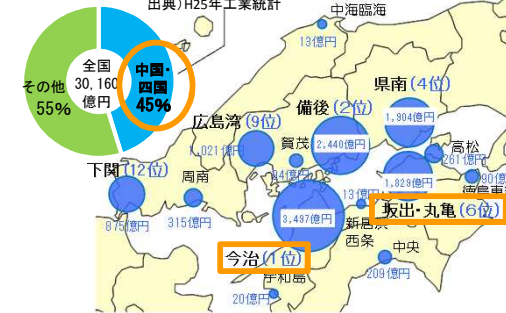 出典)H25年工業統計
中海臨海
13億円
全国
30,160
億円
中国・
四国
45%
その他
55%
県南(4位)
備後(2位)
広島湾(9位)
1,904億円
2,440億円
1,021億円
賀茂
高松
261億円
下関(12位)
周南
1,829億円
90億
13億円
坂出・丸亀(6位)
875億円
315億円
3,497億円
新居浜
西条
今治(1位)
中央
209億円
宇和島
20億円